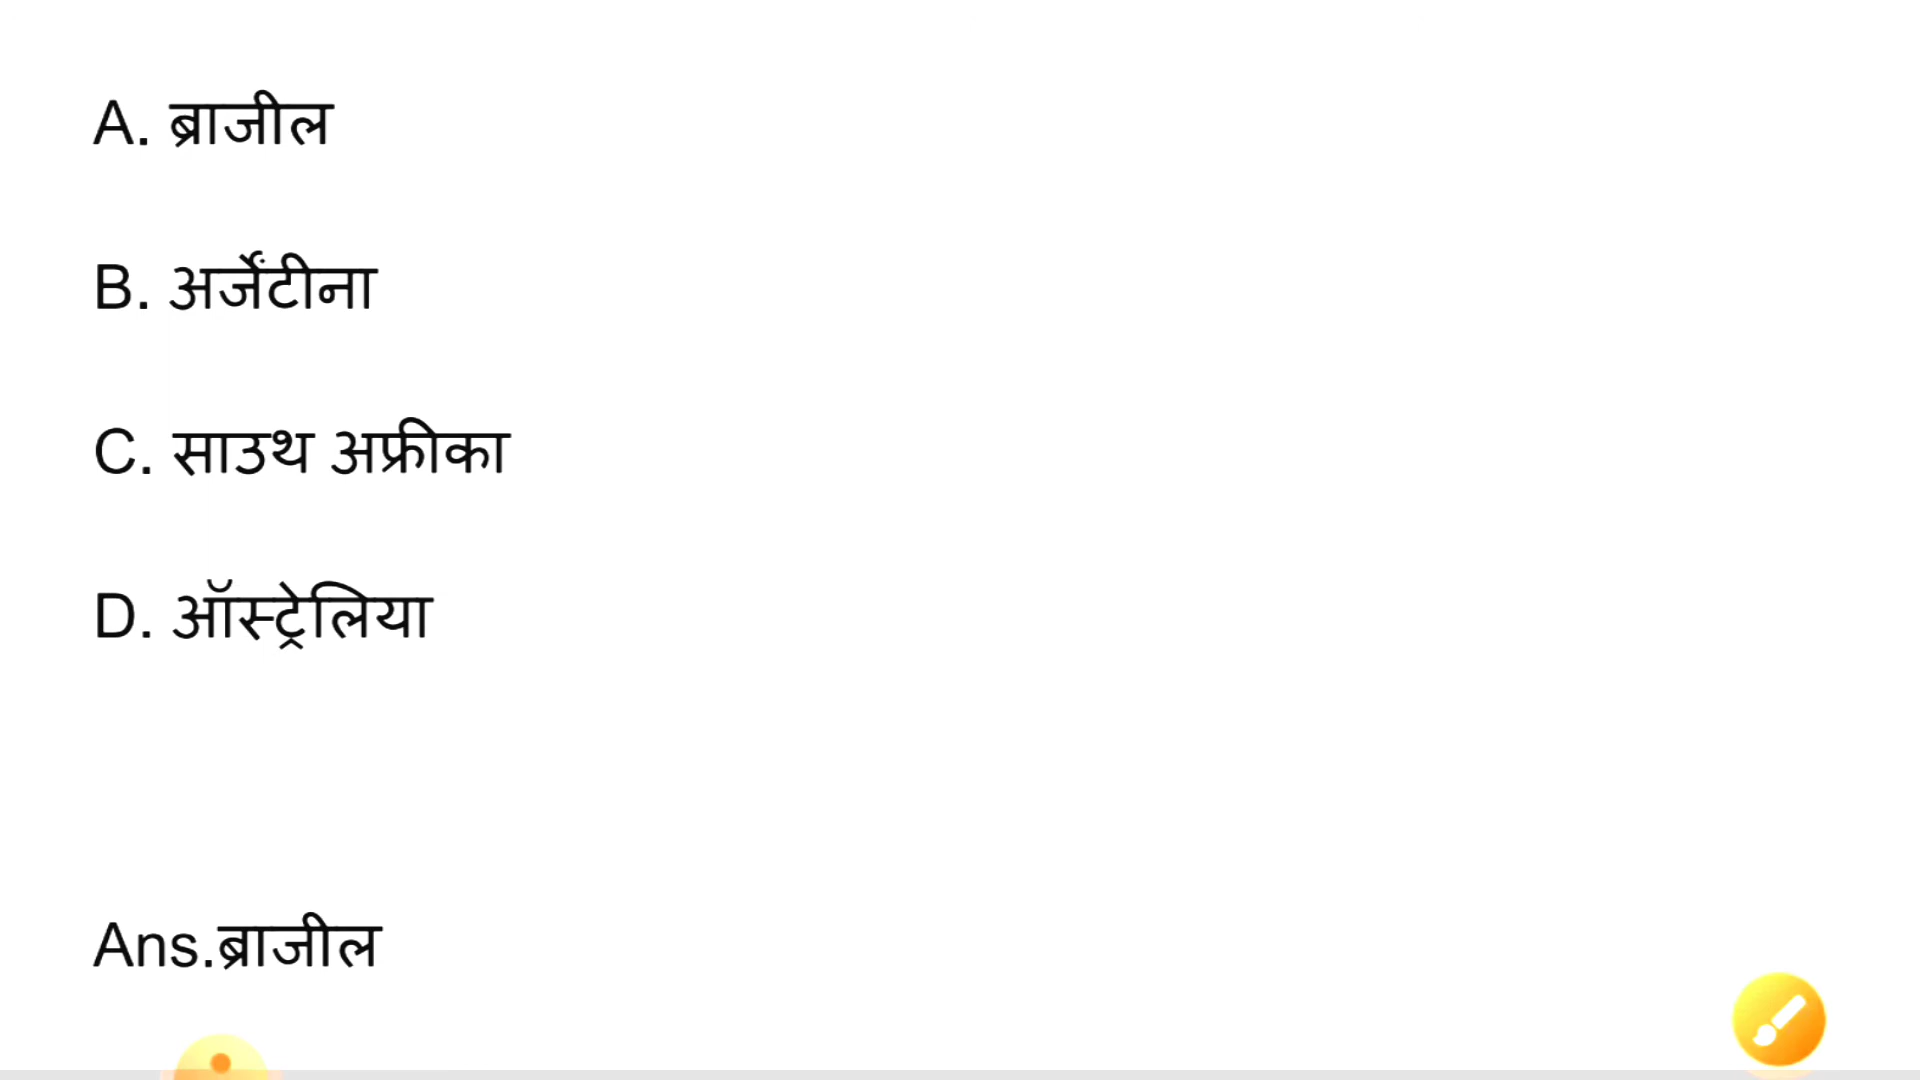 A. ब्राजील
B. अर्जेंटीना
C. साउथ अफ्रीका
D. ऑस्ट्रेलिया
Ans.ब्राजील